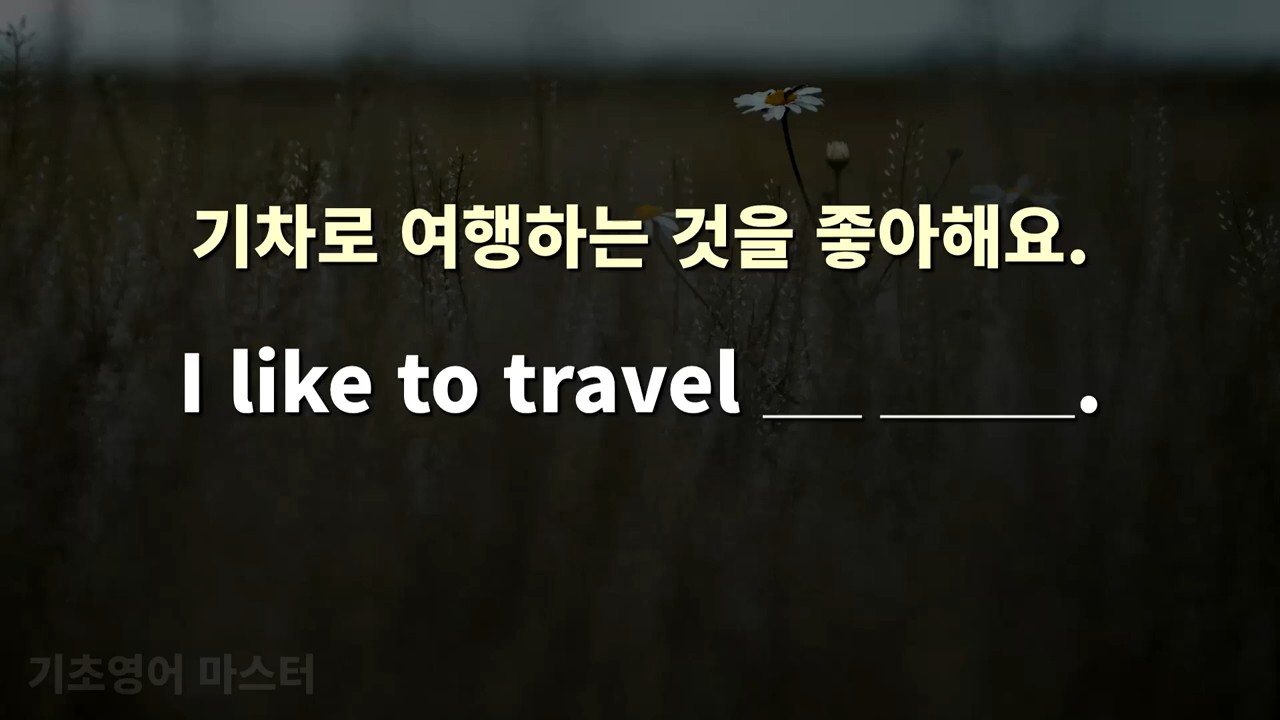 기차로 여행하는 것을 좋아해요.
I like to travel __ ____.
기초영어 마스터